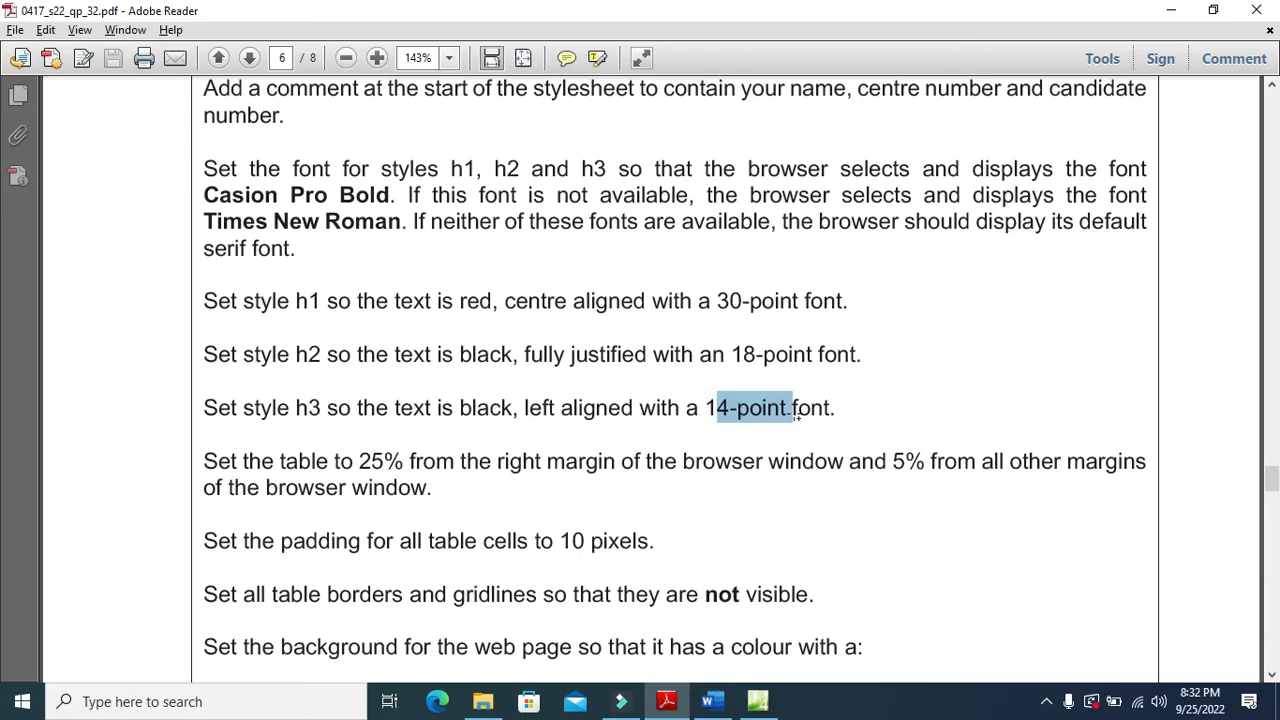 0417_s22_qp_32.pdf - Adobe Reader
File Edit View Window Help
6 / 8 143% Tools Sign Comment
Add a comment at the start of the stylesheet to contain your name, centre number and candidate
number.
Set the font for styles h1, h2 and h3 so that the browser selects and displays the font
Casion Pro Bold. If this font is not available, the browser selects and displays the font
Times New Roman. If neither of these fonts are available, the browser should display its default
serif font.
Set style h1 so the text is red, centre aligned with a 30-point font.
Set style h2 so the text is black, fully justified with an 18-point font.
Set style h3 so the text is black, left aligned with a 14-point font.
Set the table to 25% from the right margin of the browser window and 5% from all other margins
of the browser window.
Set the padding for all table cells to 10 pixels.
Set all table borders and gridlines so that they are not visible.
Set the background for the web page so that it has a colour with a:
Type here to search
8:32 PM
9/25/2022